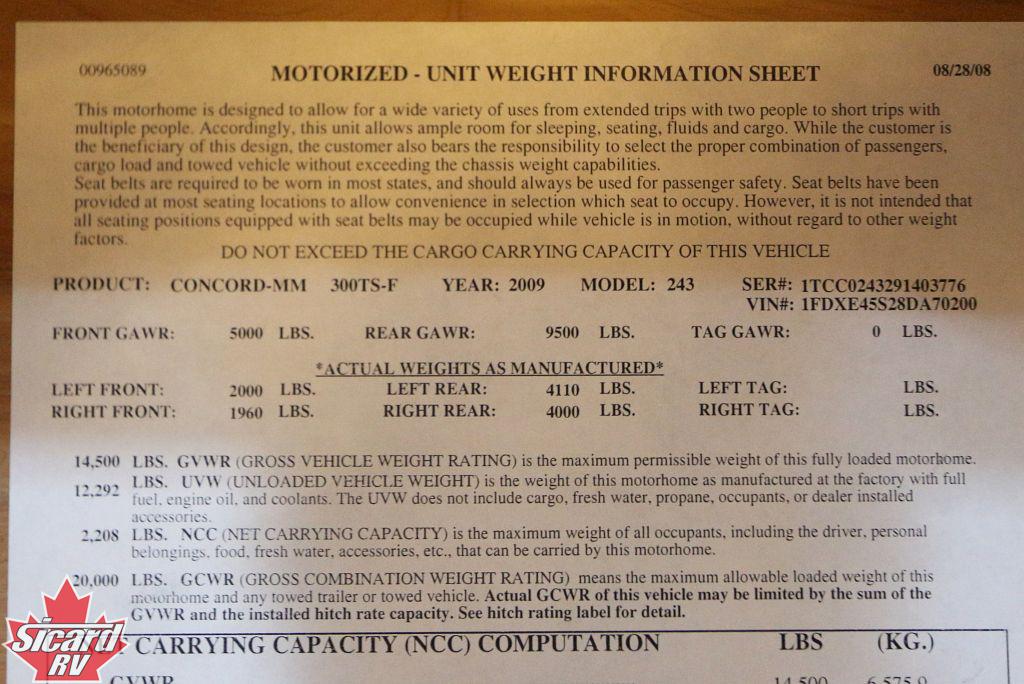 00965089 MOTORIZED - UNIT WEIGHT INFORMATION SHEET 08/28/08
This motorhome is designed to allow for a wide variety of uses from extended trips with two people to short trips with
multiple people. Accordingly, this unit allows ample room for sleeping, seating, fluids and cargo. While the customer is
the beneficiary of this design, the customer also bears the responsibility to select the proper combination of passengers,
cargo load and towed vehicle without exceeding the chassis weight capabilities.
Seat belts are required to be worn in most states, and should always be used for passenger safety. Seat belts have been
provided at most seating locations to allow convenience in selection which seat to occupy. However, it is not intended that
all seating positions equipped with seat belts may be occupied while vehicle is in motion, without regard to other weight
factors.
DO NOT EXCEED THE CARGO CARRYING CAPACITY OF THIS VEHICLE
PRODUCT: CONCORD-MM 300TS-F YEAR: 2009 MODEL: 243 SER#: 1TCC0243291403776
VIN#: 1FDXE45S28DA70200
FRONT GAWR: 5000 LBS. REAR GAWR: 9500 LBS. TAG GAWR: 0 LBS.
*ACTUAL WEIGHTS AS MANUFACTURED*
LEFT FRONT: 2000 LBS. LEFT REAR: 4110 LBS. LEFT TAG: LBS.
RIGHT FRONT: 1960 LBS. RIGHT REAR: 4000 LBS. RIGHT TAG: LBS.
14,500 LBS. GVWR (GROSS VEHICLE WEIGHT RATING) is the maximum permissible weight of this fully loaded motorhome.
12,292 LBS. UVW (UNLOADED VEHICLE WEIGHT) is the weight of this motorhome as manufactured at the factory with full
fuel, engine oil, and coolants. The UVW does not include cargo, fresh water, propane, occupants, or dealer installed
accessories.
2,208 LBS. NCC (NET CARRYING CAPACITY) is the maximum weight of all occupants, including the driver, personal
belongings, food, fresh water, accessories, etc., that can be carried by this motorhome.
20,000 LBS. GCWR (GROSS COMBINATION WEIGHT RATING) means the maximum allowable loaded weight of this
motorhome and any towed trailer or towed vehicle. Actual GCWR of this vehicle may be limited by the sum of the
GVWR and the installed hitch rate capacity. See hitch rating label for detail.
CARRYING CAPACITY (NCC) COMPUTATION LBS (KG.)
GVWR 14,500 6,575.9
Sicard
RV